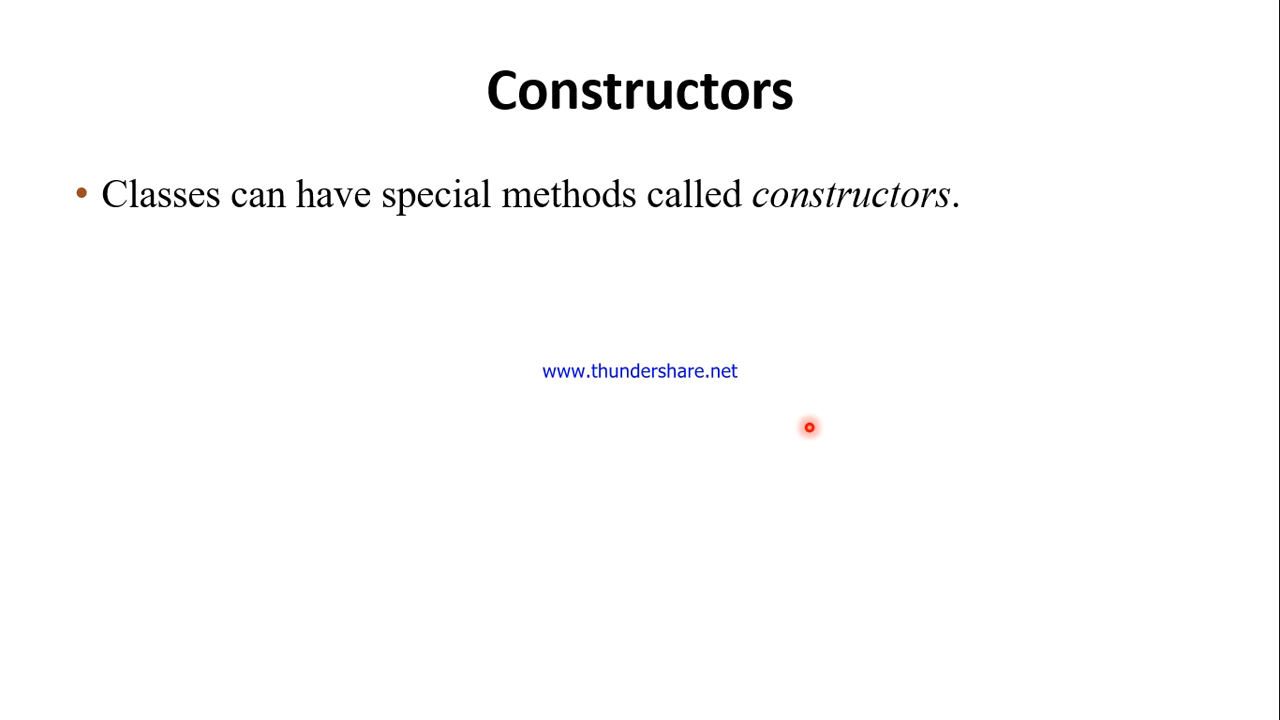 Constructors
• Classes can have special methods called constructors.
www.thundershare.net